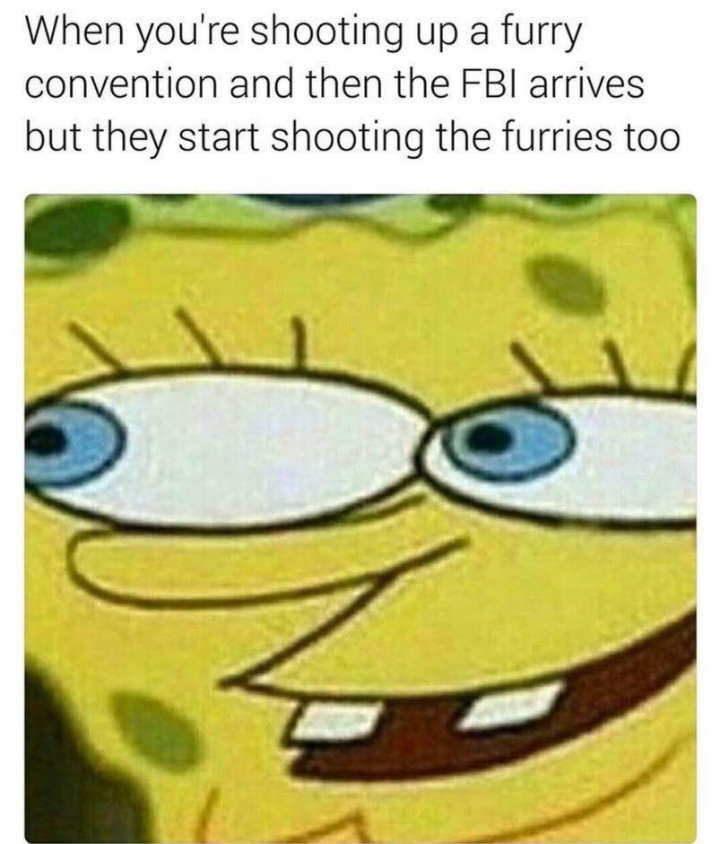 When you're shooting up a furry
convention and then the FBI arrives
but they start shooting the furries too